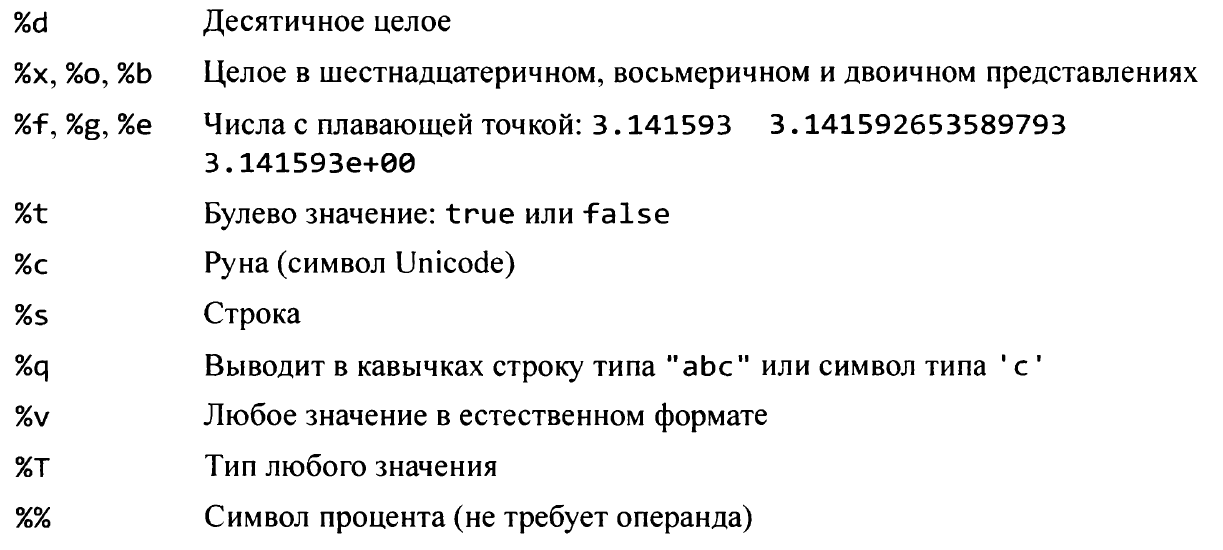 %d Десятичное целое
%x, %o, %b Целое в шестнадцатеричном, восьмеричном и двоичном представлениях
%f, %g, %e Числа с плавающей точкой: 3.141593 3.141592653589793
3.141593e+00
%t Булево значение: true или false
%c Руна (символ Unicode)
%s Строка
%q Выводит в кавычках строку типа "abc" или символ типа 'c'
%v Любое значение в естественном формате
%T Тип любого значения
%% Символ процента (не требует операнда)